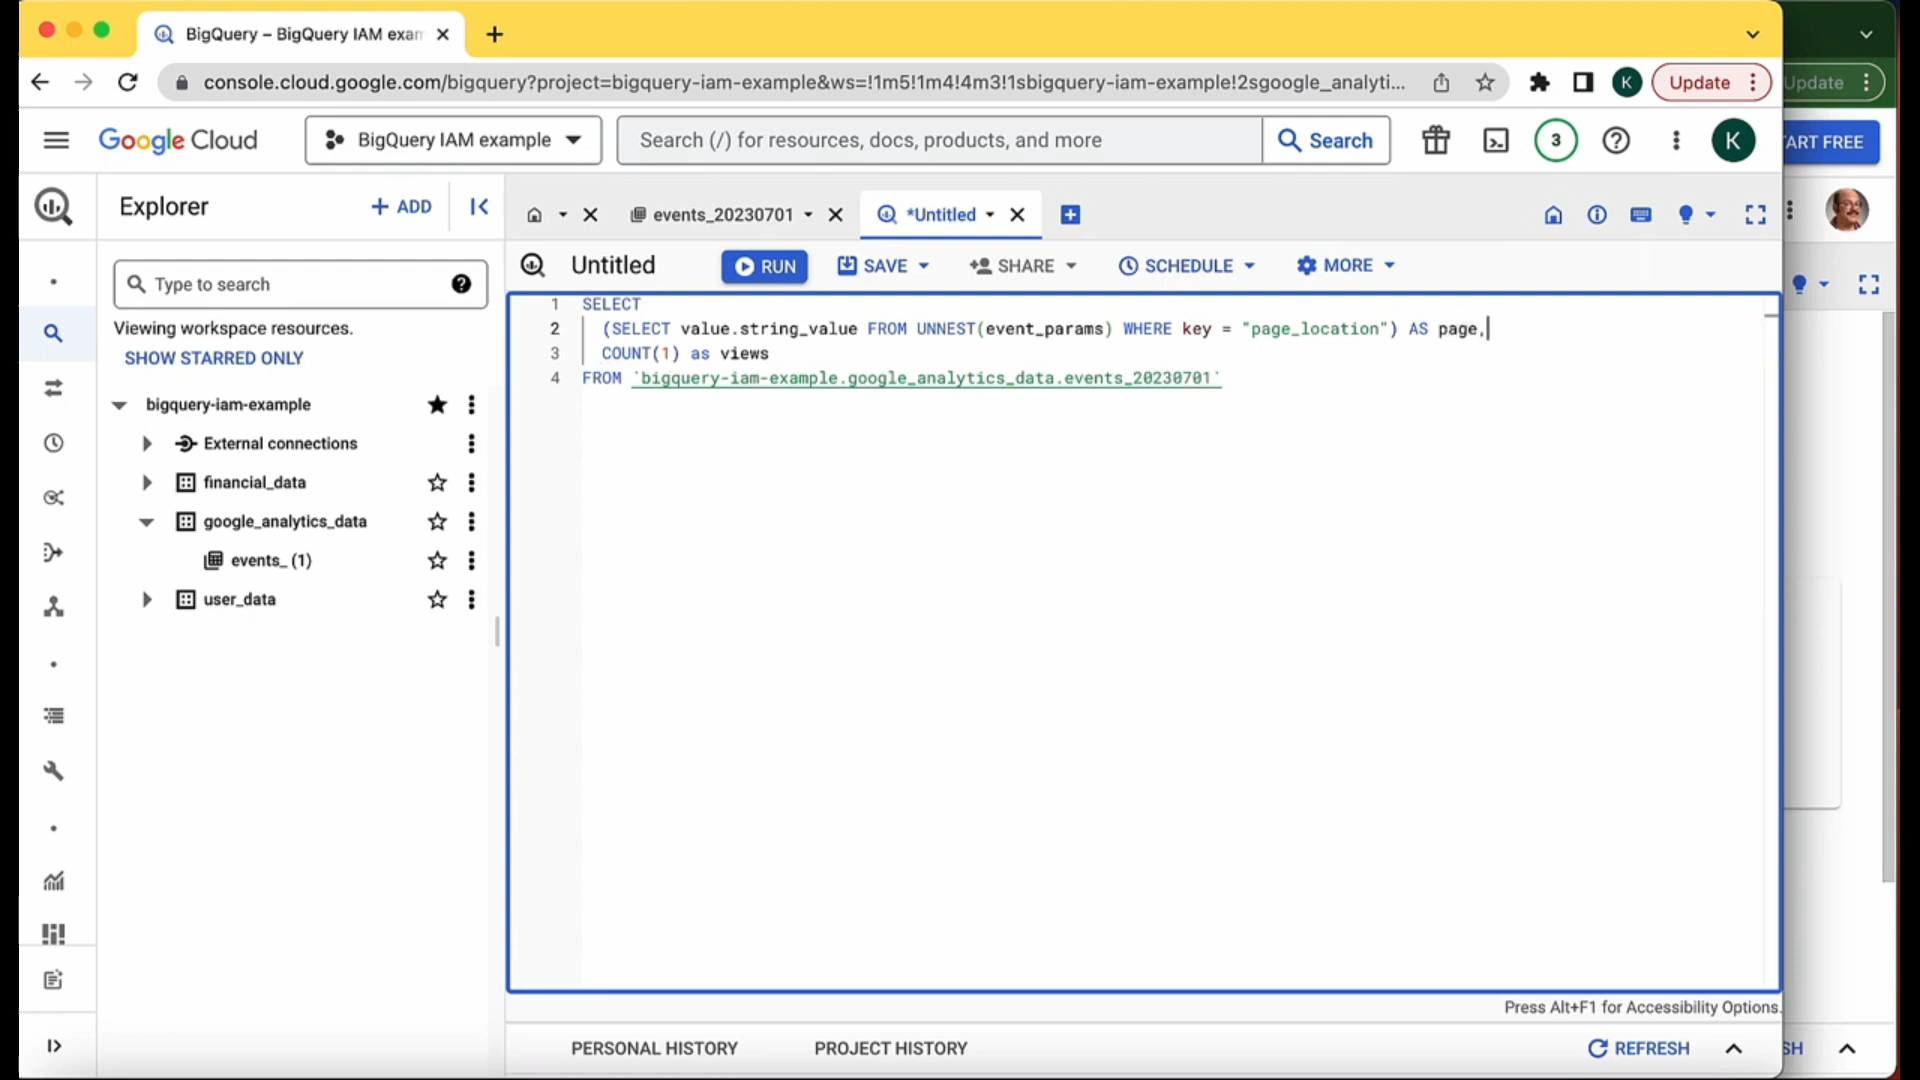 BigQuery – BigQuery IAM exam
console.cloud.google.com/bigquery?project=bigquery-iam-example&ws=!1m5!1m4!4m3!1sbigquery-iam-example!2sgoogle_analyti...
K
Update
Update
Google Cloud
BigQuery IAM example
Search (/) for resources, docs, products, and more
Search
3
K
ART FREE
Explorer
+ ADD
events_20230701
*Untitled
Untitled
RUN
SAVE
SHARE
SCHEDULE
MORE
Type to search
Viewing workspace resources.
SHOW STARRED ONLY
bigquery-iam-example
External connections
financial_data
google_analytics_data
events_ (1)
user_data
1 SELECT
2 (SELECT value.string_value FROM UNNEST(event_params) WHERE key = "page_location") AS page,
3 COUNT(1) as views
4 FROM `bigquery-iam-example.google_analytics_data.events_20230701`
Press Alt+F1 for Accessibility Options.
PERSONAL HISTORY
PROJECT HISTORY
REFRESH
SH